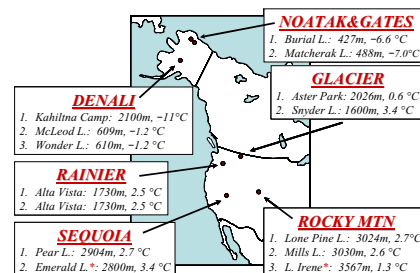 NOATAK&GATES
1. Burial L.: 427m, −6.6 °C
2. Matcherak L.: 488m, −7.0°C
GLACIER
1. Aster Park: 2026m, 0.6 °C
2. Snyder L.: 1600m, 3.4 °C
DENALI
1. Kahiltna Camp: 2100m, −11°C
2. McLeod L.: 609m, −1.2 °C
3. Wonder L.: 610m, −1.2 °C
RAINIER
1. Alta Vista: 1730m, 2.5 °C
2. Alta Vista: 1730m, 2.5 °C
SEQUOIA
1. Pear L.: 2904m, 2.7 °C
2. Emerald L.*: 2800m, 3.4 °C
ROCKY MTN
1. Lone Pine L.: 3024m, 2.7°C
2. Mills L.: 3030m, 2.6 °C
3. L. Irene*: 3567m, 1.3 °C